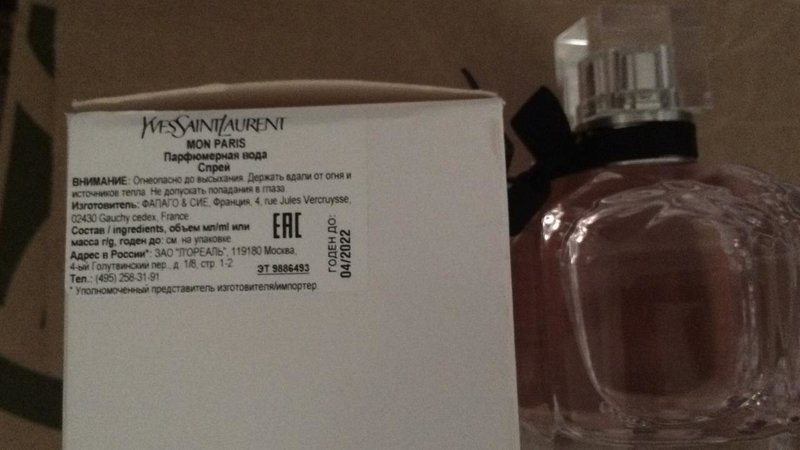 YVESSAINTLAURENT
MON PARIS
Парфюмерная вода
Спрей
ВНИМАНИЕ: Огнеопасно до высыхания. Держать вдали от огня и
источников тепла. Не допускать попадания в глаза
Изготовитель: ФАПАГО & СИЕ, Франция, 4, rue Jules Vercruysse,
02430 Gauchy cedex, France
Состав / ingredients, объем мл/ml или
масса г/g, годен до: см. на упаковке
Адрес в России*: ЗАО "Л'ОРЕАЛЬ", 119180 Москва,
4-ый Голутвинский пер., д. 1/8, стр. 1-2
Тел.: (495) 258-31-91
* Уполномоченный представитель изготовителя/импортер
EAC
ЭТ 9886493
ГОДЕН ДО:
04/2022